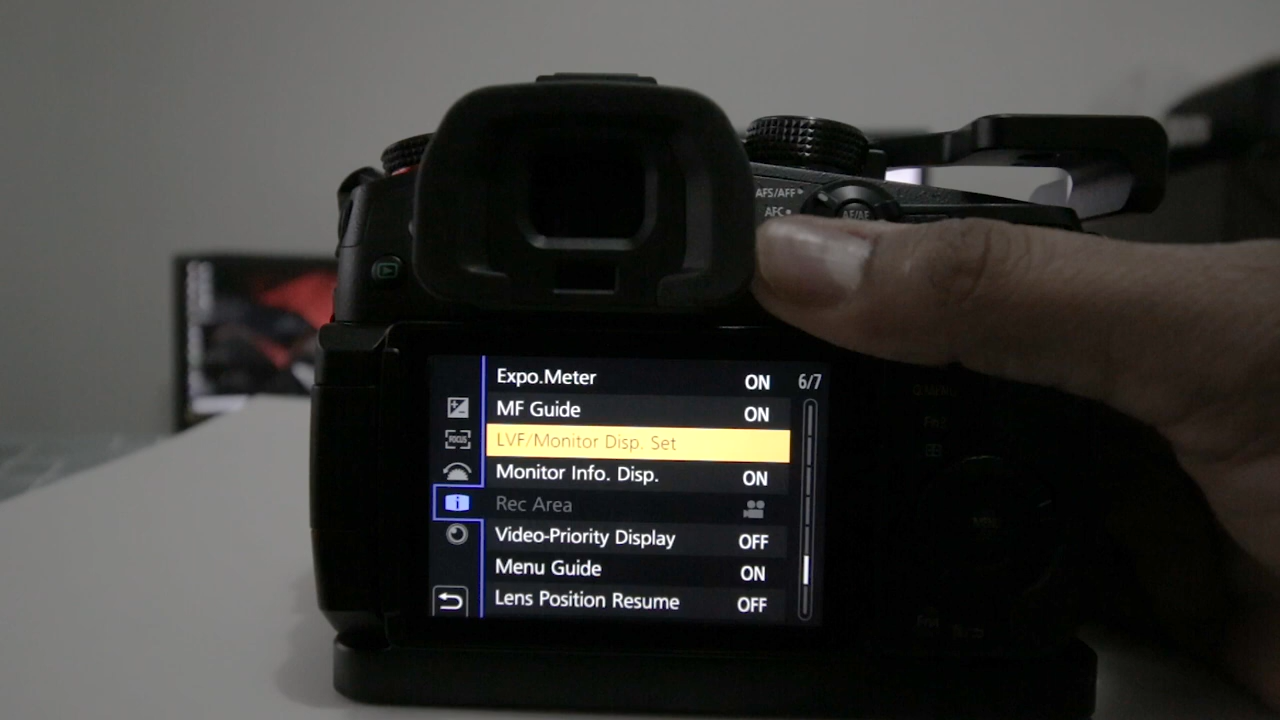 AFS/AFF
AFC
Expo.Meter ON 6/7
MF Guide ON
LVF/Monitor Disp. Set
FOCUS
Monitor Info. Disp. ON
Rec Area
Video-Priority Display OFF
Menu Guide ON
Lens Position Resume OFF